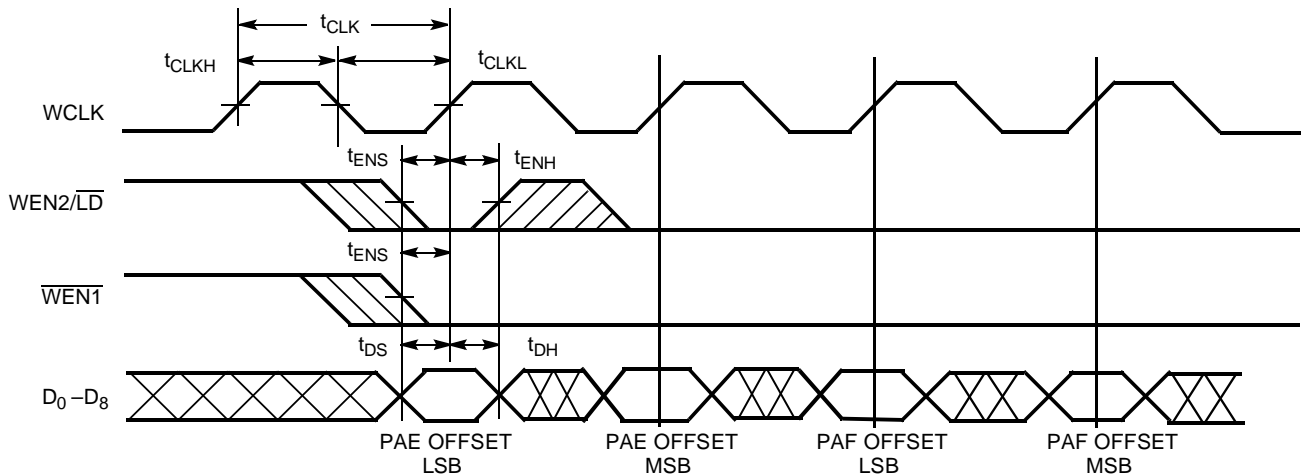 tCLK
tCLKH
tCLKL
WCLK
tENS
tENH
WEN2/LD
tENS
WEN1
tDS
tDH
D0 –D8
PAE OFFSET
LSB
PAE OFFSET
MSB
PAF OFFSET
LSB
PAF OFFSET
MSB